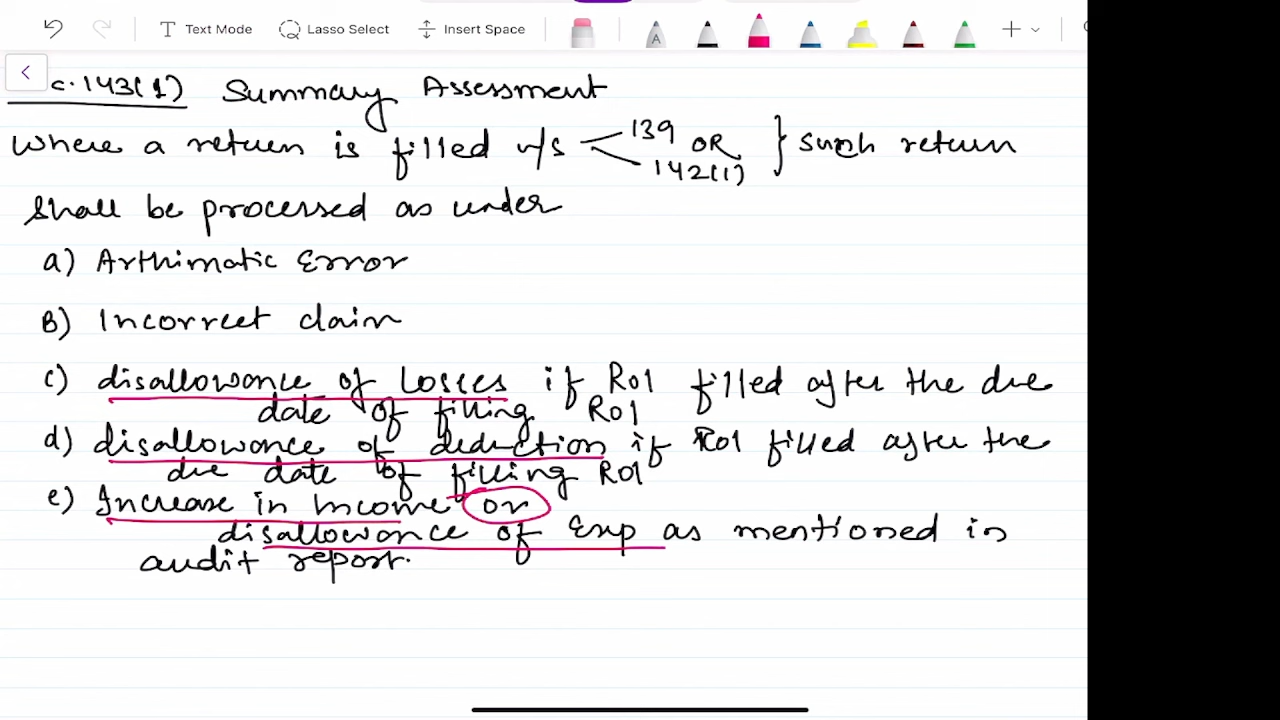 Text Mode Lasso Select Insert Space
c. 143(1) Summary Assessment
Where a return is filled u/s 139 OR 142(1) } such return
Shall be processed as under
a) Arthimatic Error
B) Incorrect claim
c) disallowance of Losses if ROI filled after the due
date of filling ROI
d) disallowance of deduction if ROI filled after the
due date of filling ROI
e) Increase in Income or
disallowance of Exp as mentioned in
audit report.